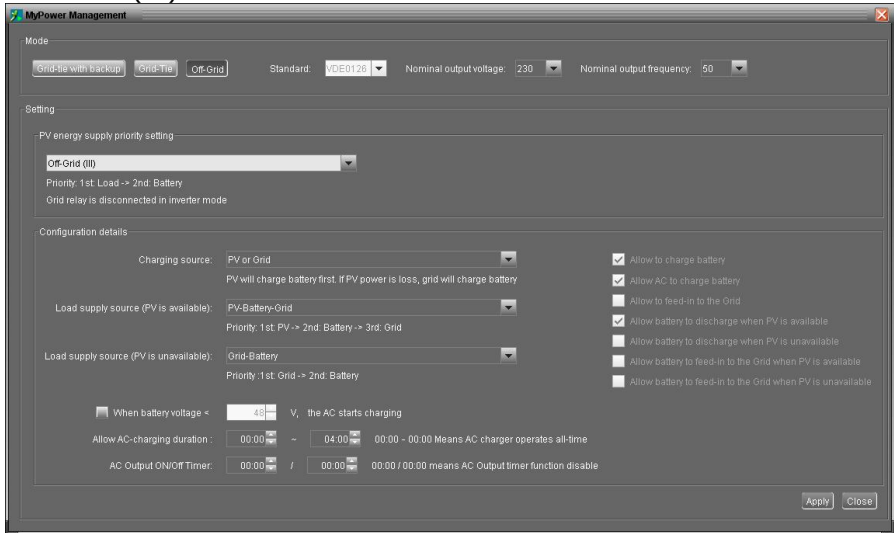 MyPower Management
Mode
Grid-tie with backup Grid-Tie Off-Grid Standard: VDE0126 Nominal output voltage: 230 Nominal output frequency: 50
Setting
PV energy supply priority setting
Off-Grid (III)
Priority: 1st: Load -> 2nd: Battery
Grid relay is disconnected in inverter mode
Configuration details
Charging source: PV or Grid
PV will charge battery first. If PV power is loss, grid will charge battery
Load supply source (PV is available): PV-Battery-Grid
Priority: 1st: PV -> 2nd: Battery -> 3rd: Grid
Load supply source (PV is unavailable): Grid-Battery
Priority :1st: Grid -> 2nd: Battery
Allow to charge battery
Allow AC to charge battery
Allow to feed-in to the Grid
Allow battery to discharge when PV is available
Allow battery to discharge when PV is unavailable
Allow battery to feed-in to the Grid when PV is available
Allow battery to feed-in to the Grid when PV is unavailable
When battery voltage < 48 V, the AC starts charging
Allow AC-charging duration : 00:00 ~ 04:00 00:00 - 00:00 Means AC charger operates all-time
AC Output ON/Off Timer: 00:00 / 00:00 00:00 / 00:00 means AC Output timer function disable
Apply Close